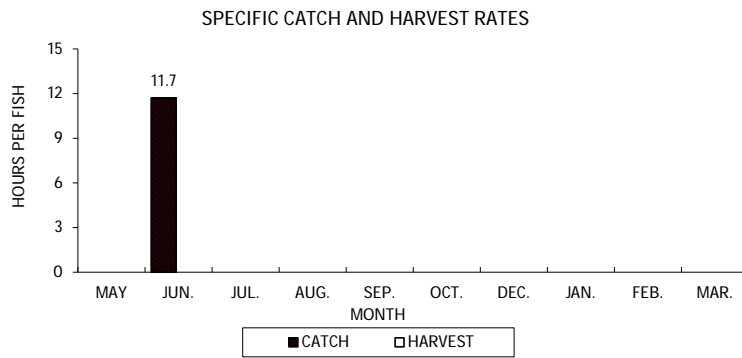 SPECIFIC CATCH AND HARVEST RATES
15
12
9
6
3
0
HOURS PER FISH
11.7
MAY JUN. JUL. AUG. SEP. OCT. DEC. JAN. FEB. MAR.
MONTH
CATCH HARVEST